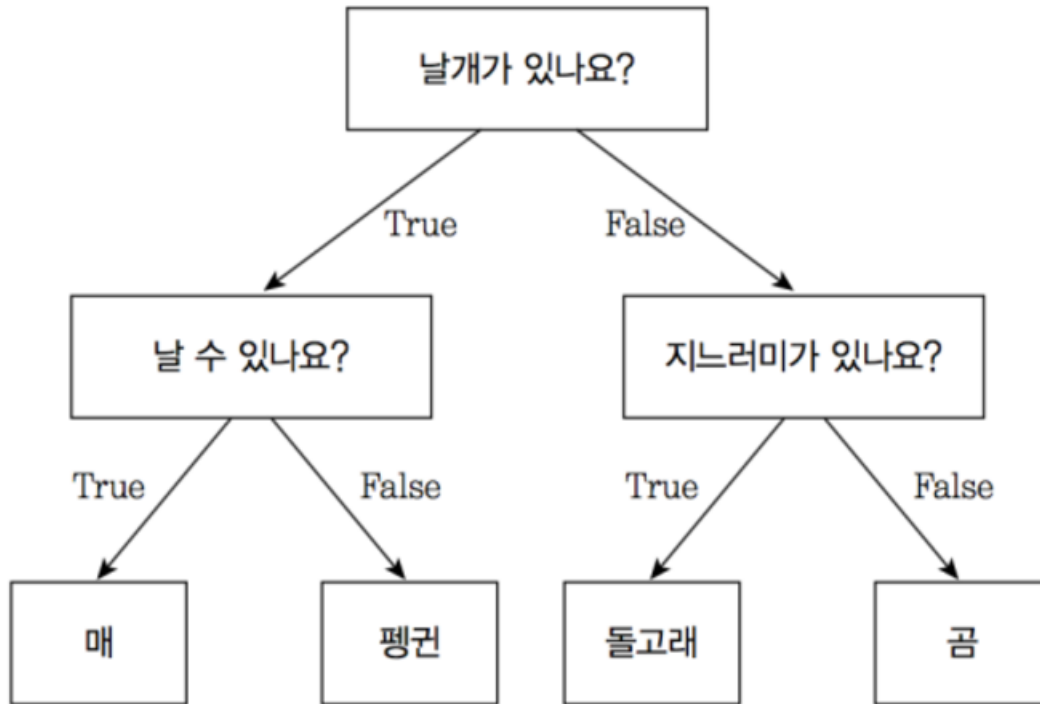 날개가 있나요?
True
False
날 수 있나요?
지느러미가 있나요?
True
False
True
False
매
펭귄
돌고래
곰